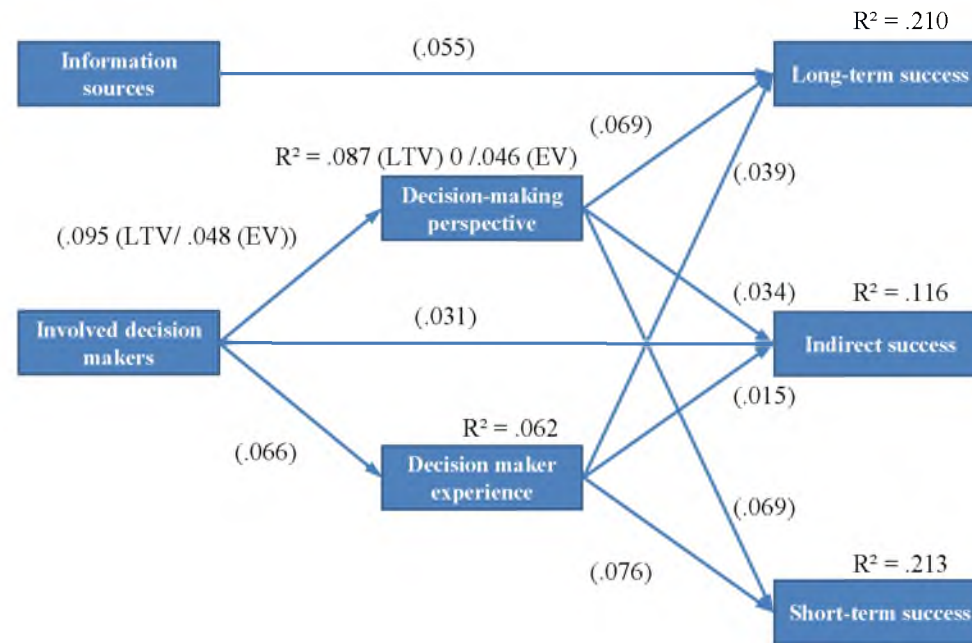 R² = .210
(.055)
Information
sources
Long-term success
(.069)
R² = .087 (LTV) 0 /.046 (EV)
(.039)
Decision-making
perspective
(.095 (LTV/ .048 (EV))
(.034)
R² = .116
(.031)
Involved decision
makers
Indirect success
(.015)
R² = .062
(.066)
Decision maker
experience
(.069)
(.076)
R² = .213
Short-term success